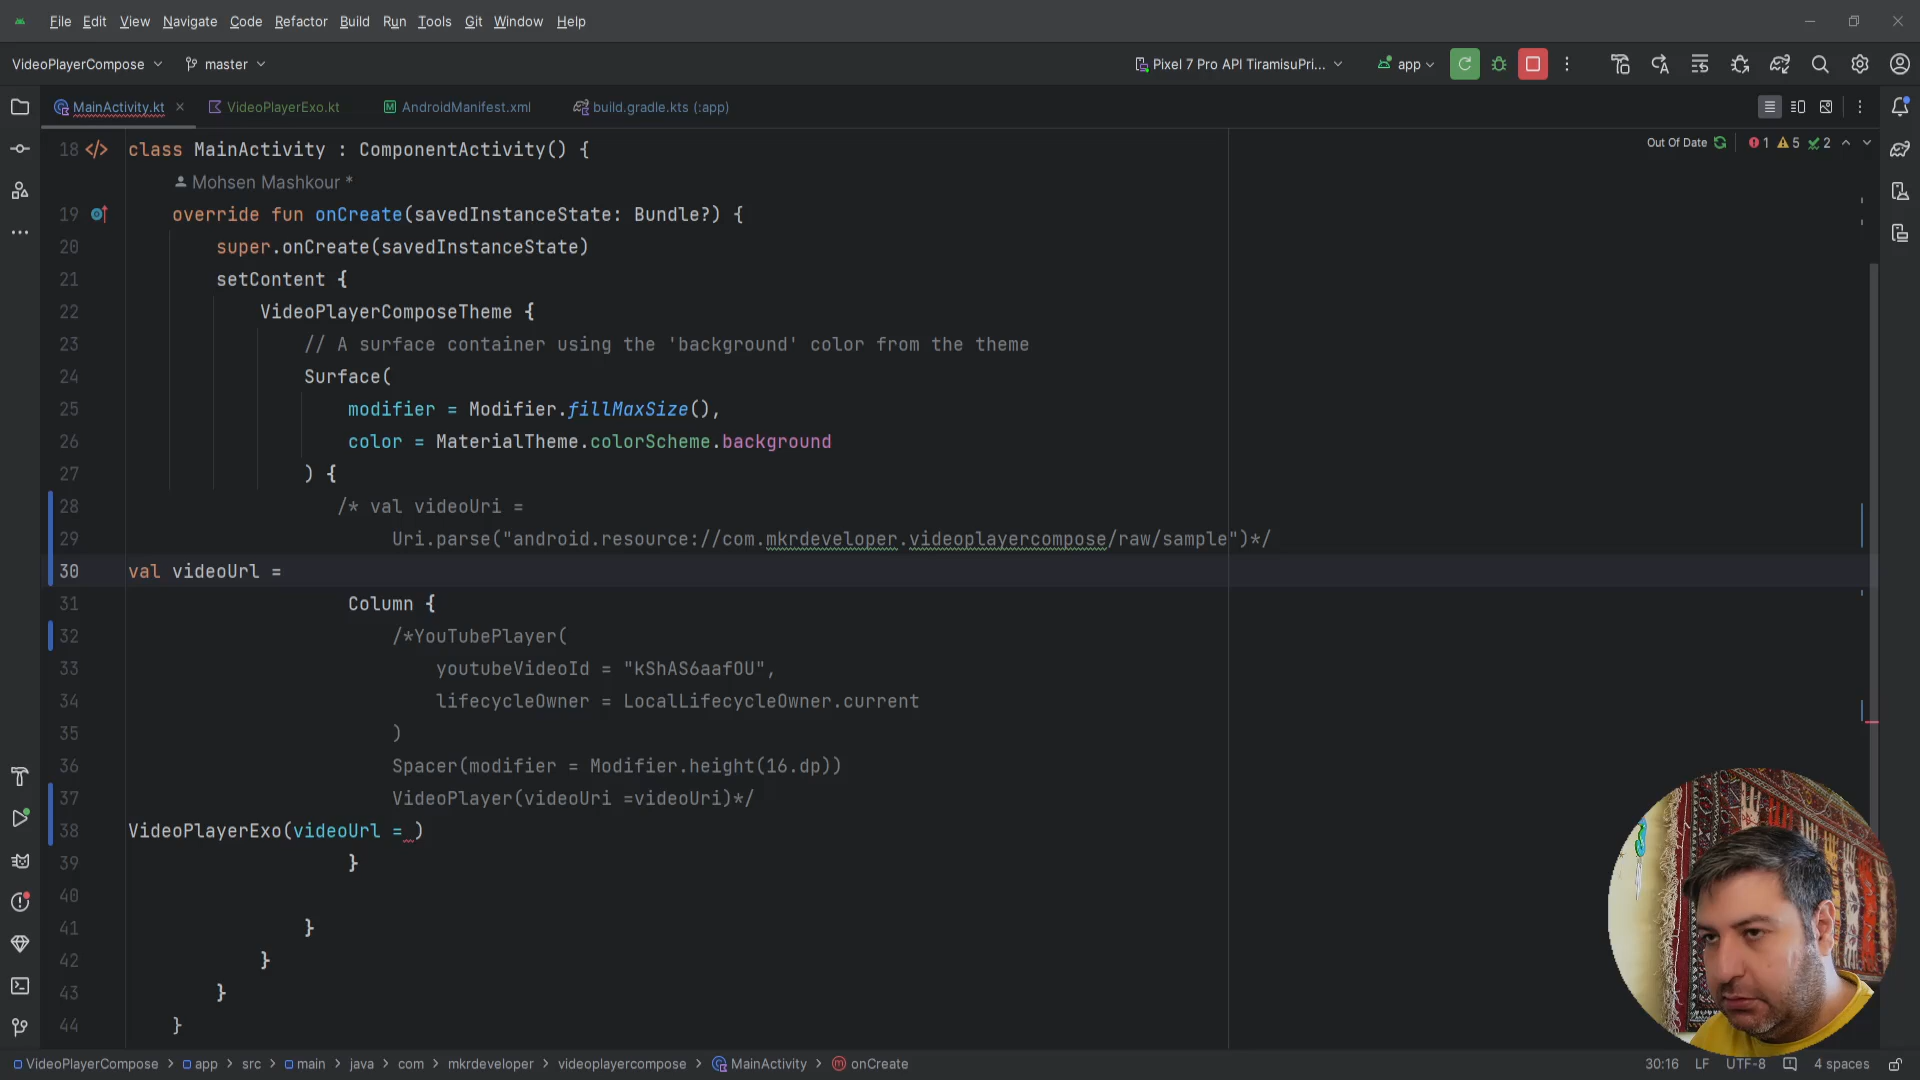 File Edit View Navigate Code Refactor Build Run Tools Git Window Help
VideoPlayerCompose master Pixel 7 Pro API TiramisuPri... app
MainActivity.kt VideoPlayerExo.kt AndroidManifest.xml build.gradle.kts (:app)
Out Of Date 1 5 2
18 class MainActivity : ComponentActivity() {
Mohsen Mashkour *
19 override fun onCreate(savedInstanceState: Bundle?) {
20 super.onCreate(savedInstanceState)
21 setContent {
22 VideoPlayerComposeTheme {
23 // A surface container using the 'background' color from the theme
24 Surface(
25 modifier = Modifier.fillMaxSize(),
26 color = MaterialTheme.colorScheme.background
27 ) {
28 /* val videoUri =
29 Uri.parse("android.resource://com.mkrdeveloper.videoplayercompose/raw/sample")*/
30 val videoUrl =
31 Column {
32 /*YouTubePlayer(
33 youtubeVideoId = "kShAS6aafOU",
34 lifecycleOwner = LocalLifecycleOwner.current
35 )
36 Spacer(modifier = Modifier.height(16.dp))
37 VideoPlayer(videoUri =videoUri)*/
38 VideoPlayerExo(videoUrl = )
39 }
40
41 }
42 }
43 }
44 }
VideoPlayerCompose > app > src > main > java > com > mkrdeveloper > videoplayercompose > MainActivity > onCreate 30:16 LF UTF-8 4 spaces